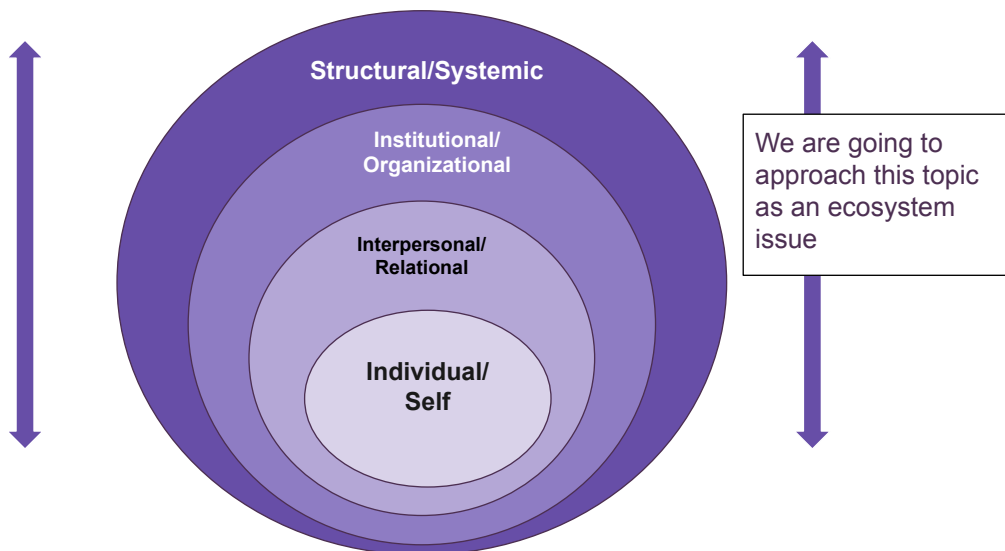 Structural/Systemic
Institutional/
Organizational
Interpersonal/
Relational
Individual/
Self
We are going to
approach this topic
as an ecosystem
issue